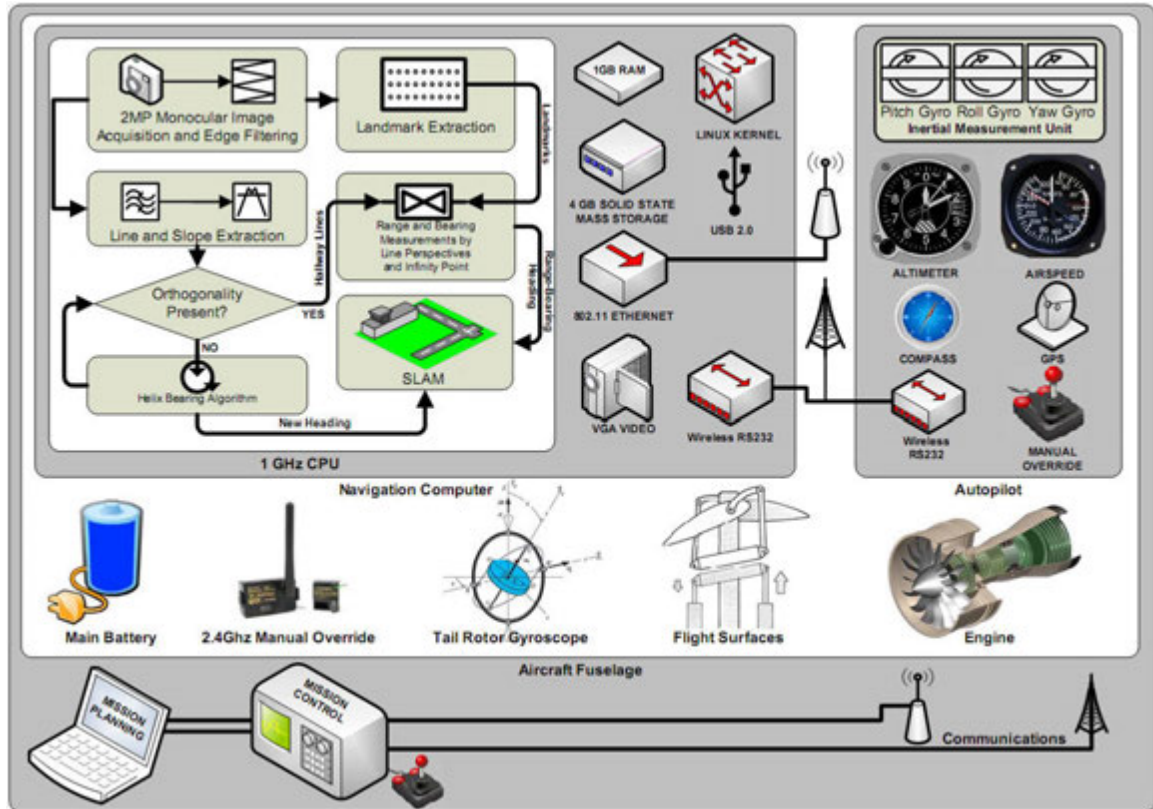 2MP Monocular Image
Acquisition and Edge Filtering
Landmark Extraction
Landmarks
Line and Slope Extraction
Hallway Lines
Range and Bearing
Measurements by
Line Perspectives
and Infinity Point
Range-Bearing
Heading
Orthogonality
Present?
YES
NO
Helix Bearing Algorithm
New Heading
SLAM
1 GHz CPU
1GB RAM
LINUX KERNEL
4 GB SOLID STATE
MASS STORAGE
USB 2.0
802.11 ETHERNET
VGA VIDEO
Wireless RS232
Navigation Computer
Pitch Gyro
Roll Gyro
Yaw Gyro
Inertial Measurement Unit
ALTIMETER
AIRSPEED
COMPASS
GPS
Wireless
RS232
MANUAL
OVERRIDE
Autopilot
Main Battery
2.4Ghz Manual Override
Tail Rotor Gyroscope
Flight Surfaces
Engine
Aircraft Fuselage
MISSION
PLANNING
MISSION
CONTROL
Communications